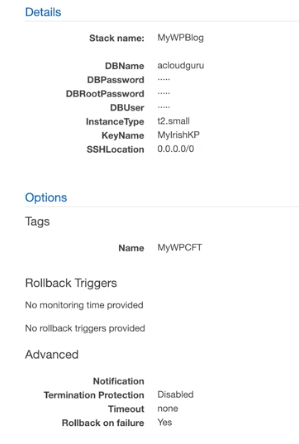 Details
Stack name: MyWPBlog
DBName acloudguru
DBPassword .....
DBRootPassword .....
DBUser .....
InstanceType t2.small
KeyName MyIrishKP
SSHLocation 0.0.0.0/0
Options
Tags
Name MyWPCFT
Rollback Triggers
No monitoring time provided
No rollback triggers provided
Advanced
Notification
Termination Protection Disabled
Timeout none
Rollback on failure Yes